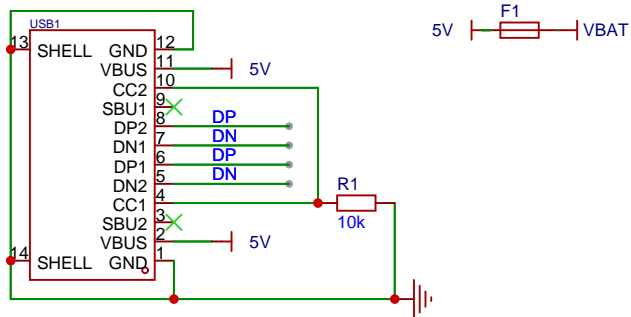 USB1
F1
5V
VBAT
13 SHELL GND 12
VBUS 11 5V
CC2 10
SBU1 9
DP2 8 DP
DN1 7 DN
DP1 6 DP
DN2 5 DN
CC1 4
R1
10k
SBU2 3
VBUS 2 5V
14 SHELL GND 1